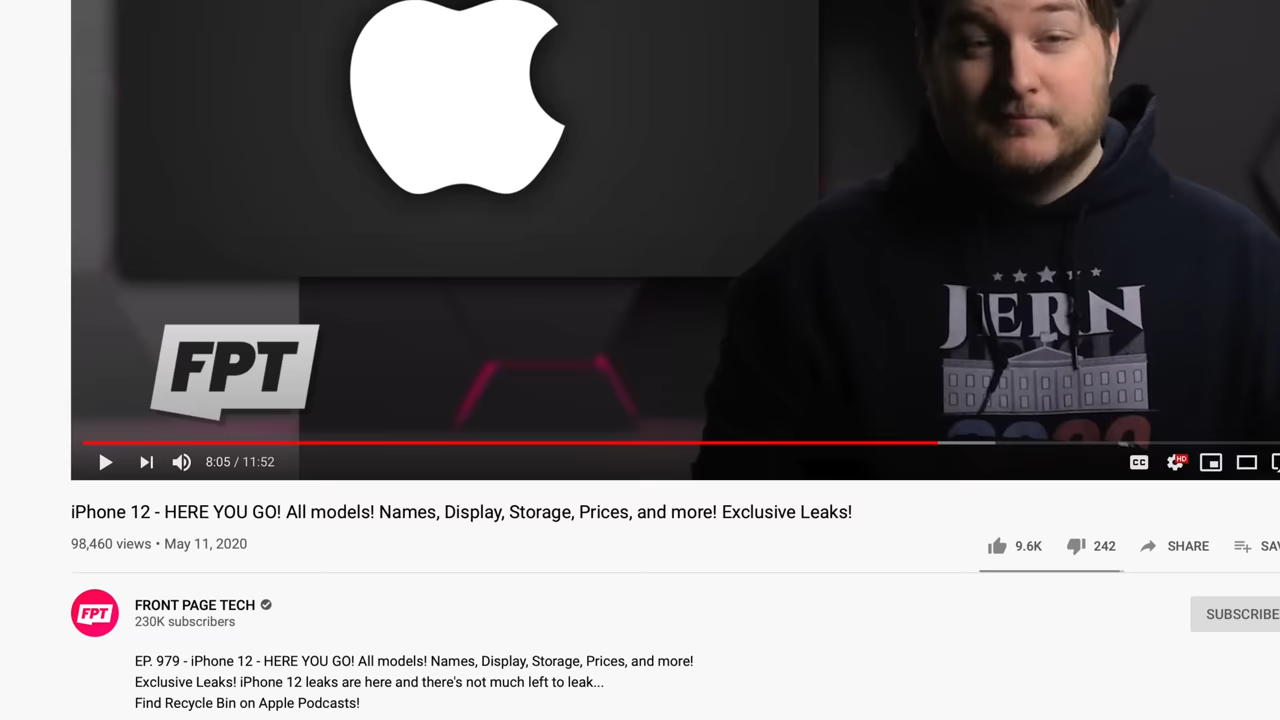 JERN
FPT
8:05 / 11:52
CC
HD
iPhone 12 - HERE YOU GO! All models! Names, Display, Storage, Prices, and more! Exclusive Leaks!
98,460 views • May 11, 2020
9.6K
242
SHARE
SAV
FPT
FRONT PAGE TECH
230K subscribers
SUBSCRIBE
EP. 979 - iPhone 12 - HERE YOU GO! All models! Names, Display, Storage, Prices, and more!
Exclusive Leaks! iPhone 12 leaks are here and there's not much left to leak...
Find Recycle Bin on Apple Podcasts!